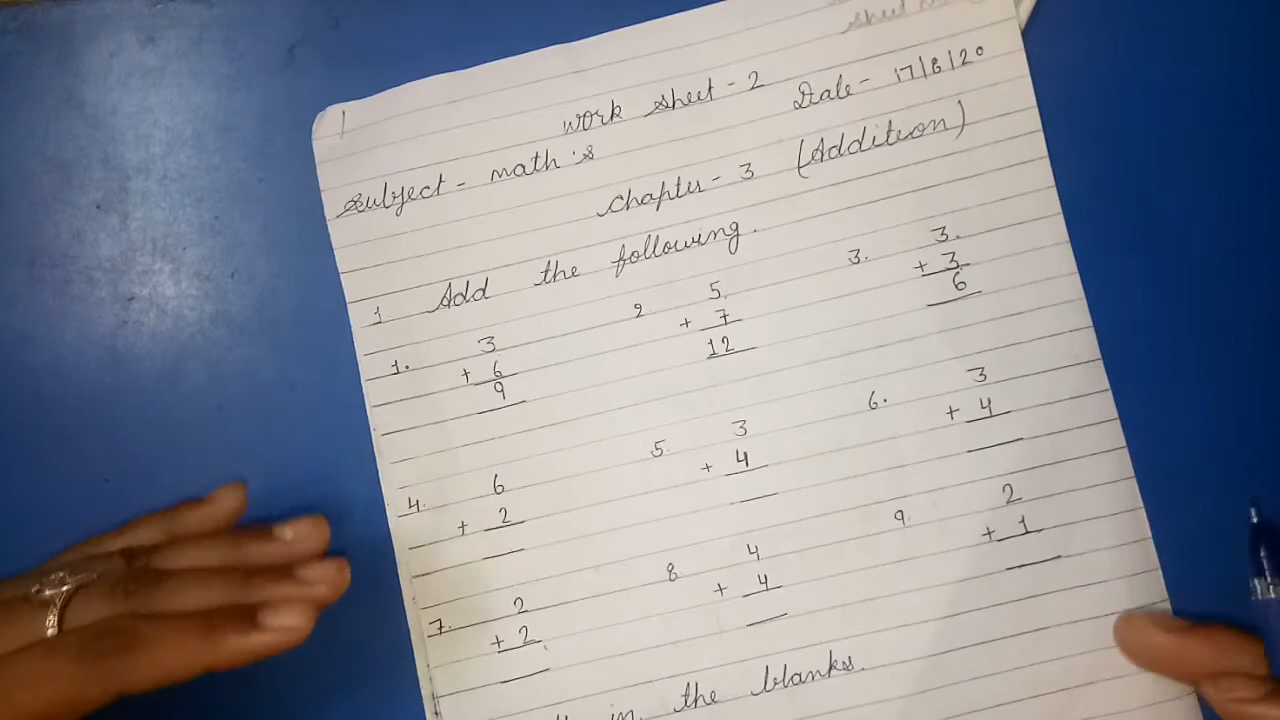 Work sheet - 2
Date - 17/8/20
Subject - math's
Chapter - 3 (Addition)
1 Add the following.
1. 3 + 6 9
2 5 + 7 12
3. 3 + 3 6
4. 6 + 2
5. 3 + 4
6. 3 + 4
7. 2 + 2
8 4 + 4
9. 2 + 1
in the blanks.